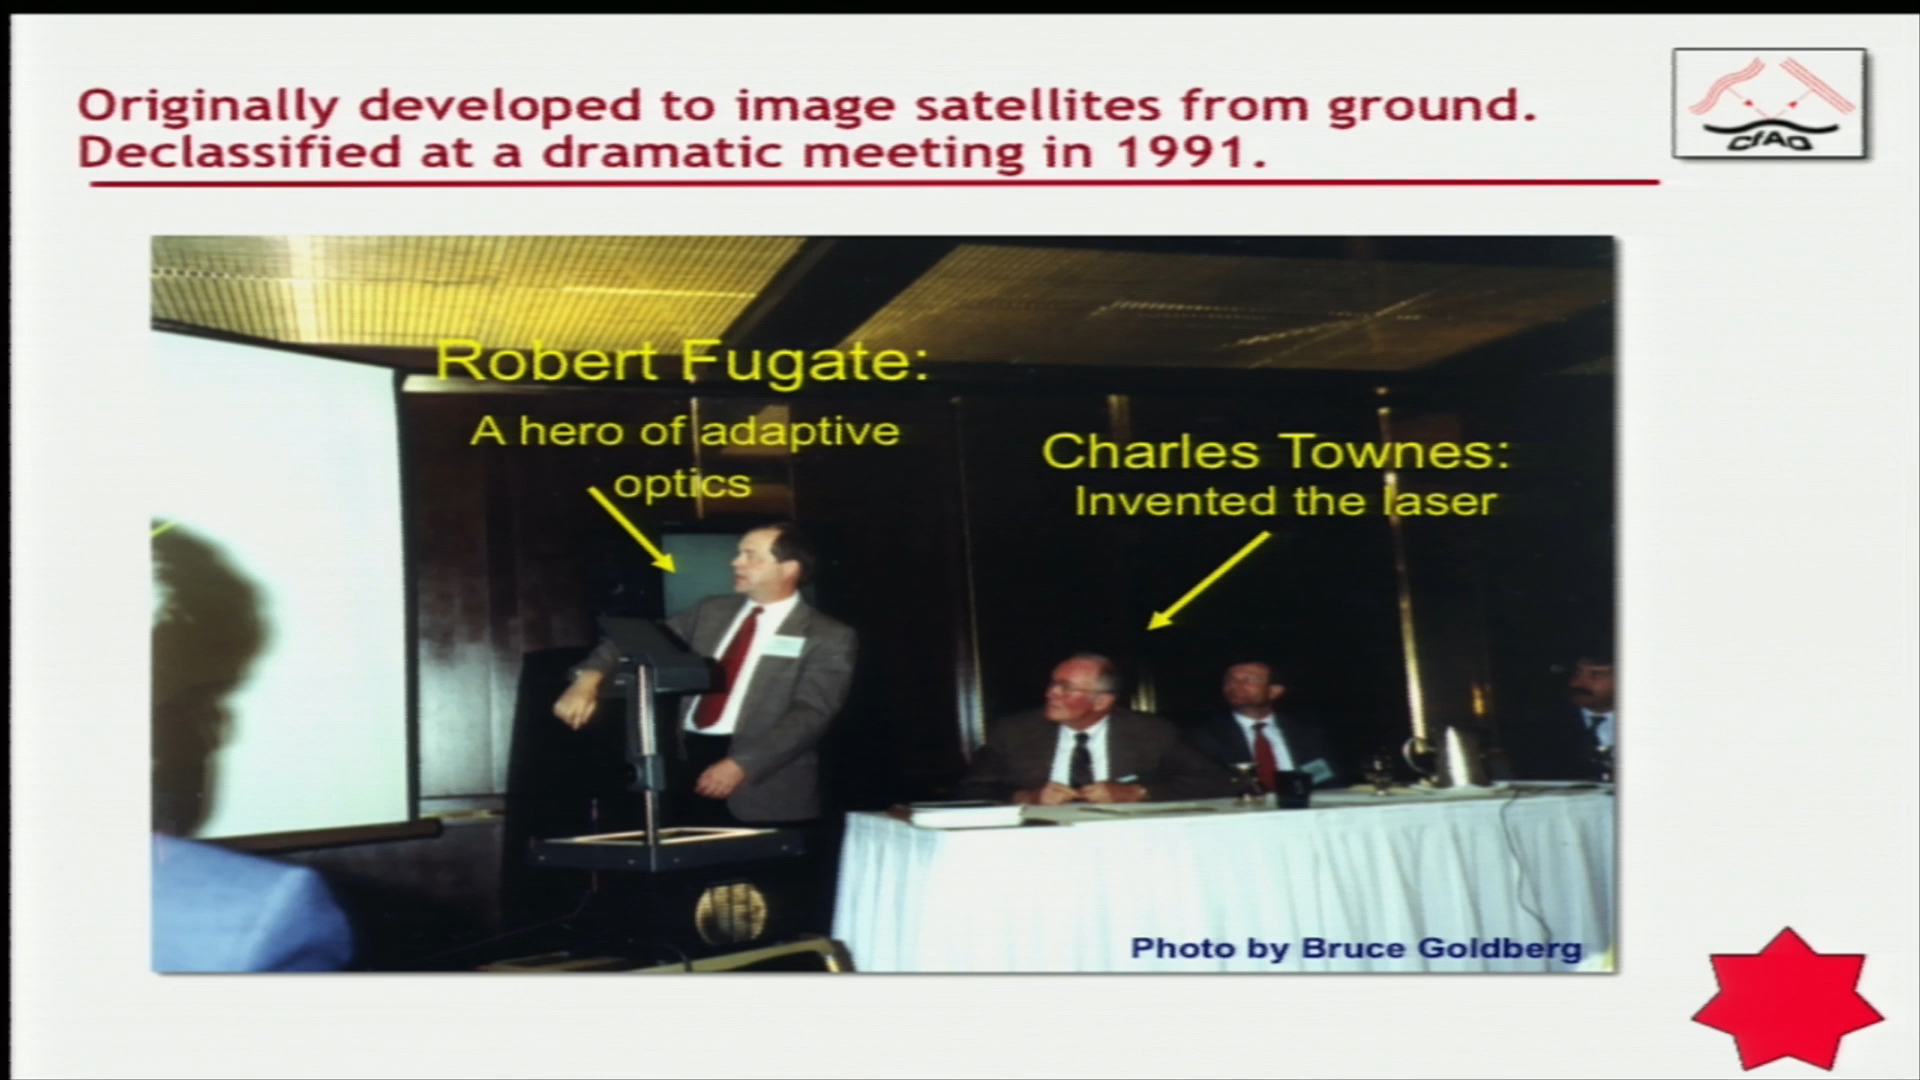 Originally developed to image satellites from ground.
Declassified at a dramatic meeting in 1991.
CfAO
Robert Fugate:
A hero of adaptive
optics
Charles Townes:
Invented the laser
Photo by Bruce Goldberg